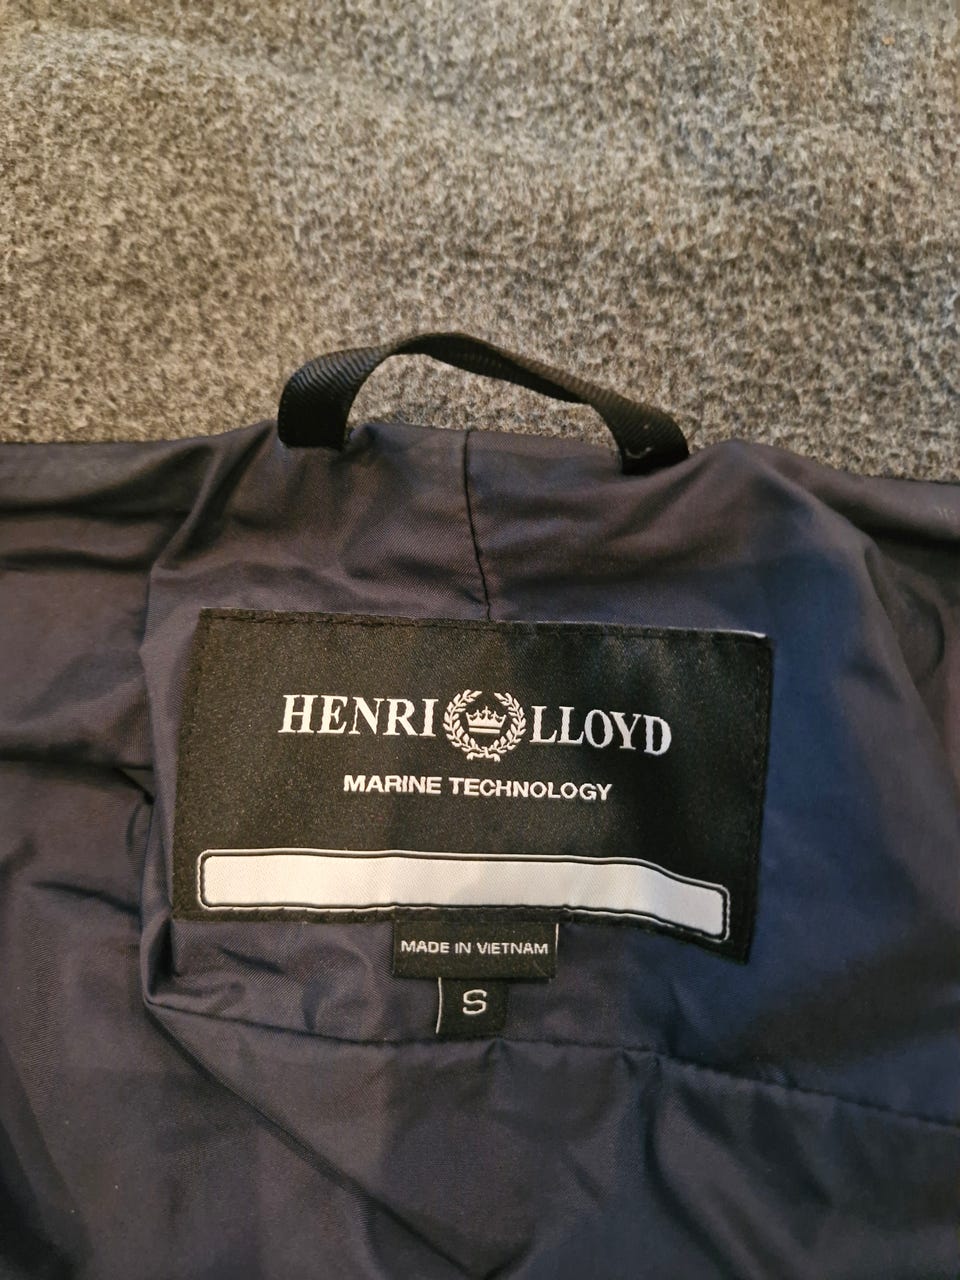 HENRI LLOYD
MARINE TECHNOLOGY
MADE IN VIETNAM
S